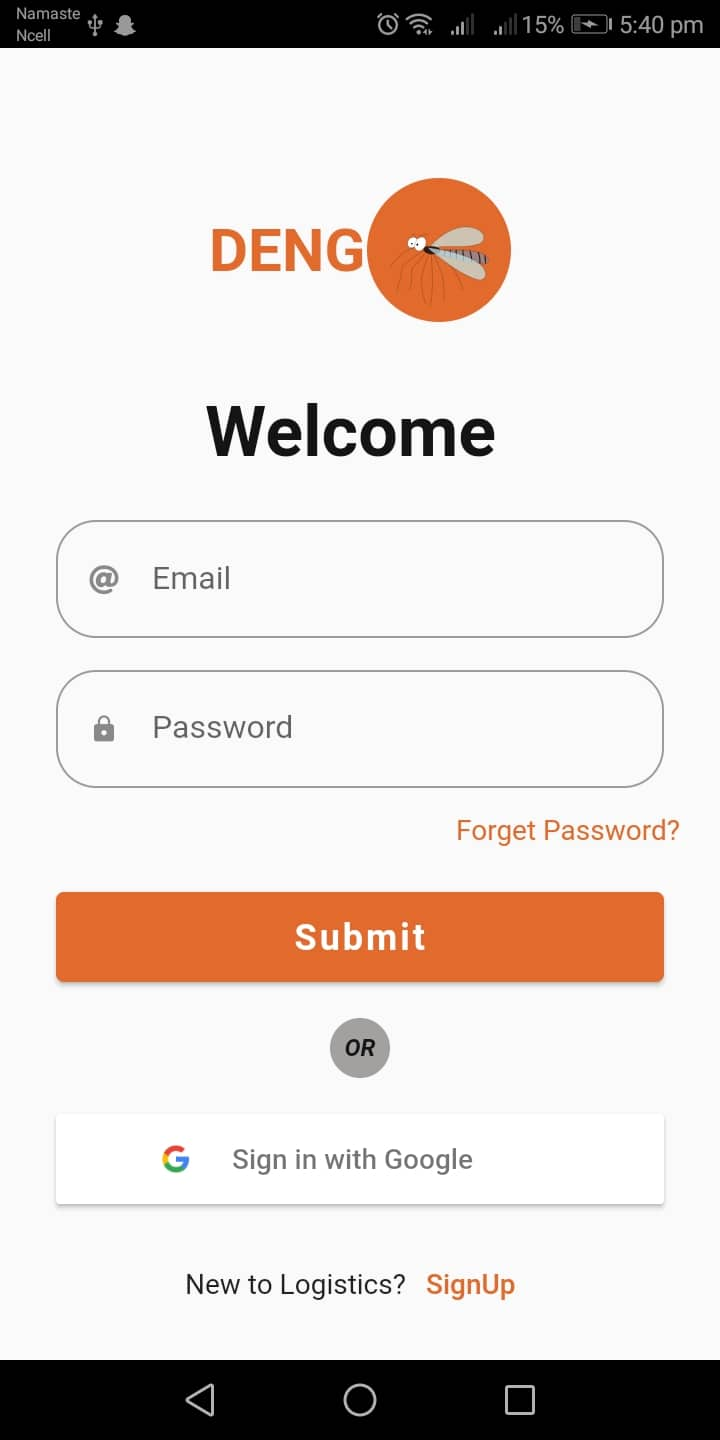 Namaste
Ncell
15%
5:40 pm
DENG
Welcome
@ Email
Password
Forget Password?
Submit
OR
Sign in with Google
New to Logistics? SignUp